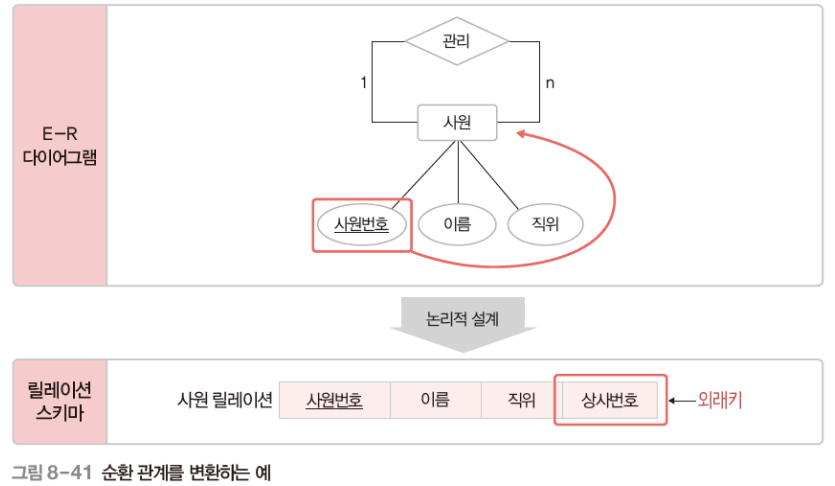 관리
1
n
E-R
다이어그램
사원
사원번호
이름
직위
논리적 설계
릴레이션
스키마
사원 릴레이션
사원번호
이름
직위
상사번호
외래키
그림 8-41 순환 관계를 변환하는 예